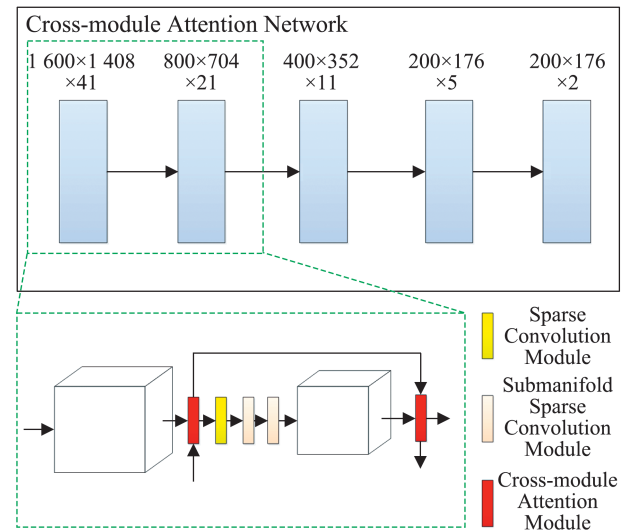 Cross-module Attention Network
1 600×1 408
×41
800×704
×21
400×352
×11
200×176
×5
200×176
×2
Sparse
Convolution
Module
Submanifold
Sparse
Convolution
Module
Cross-module
Attention
Module